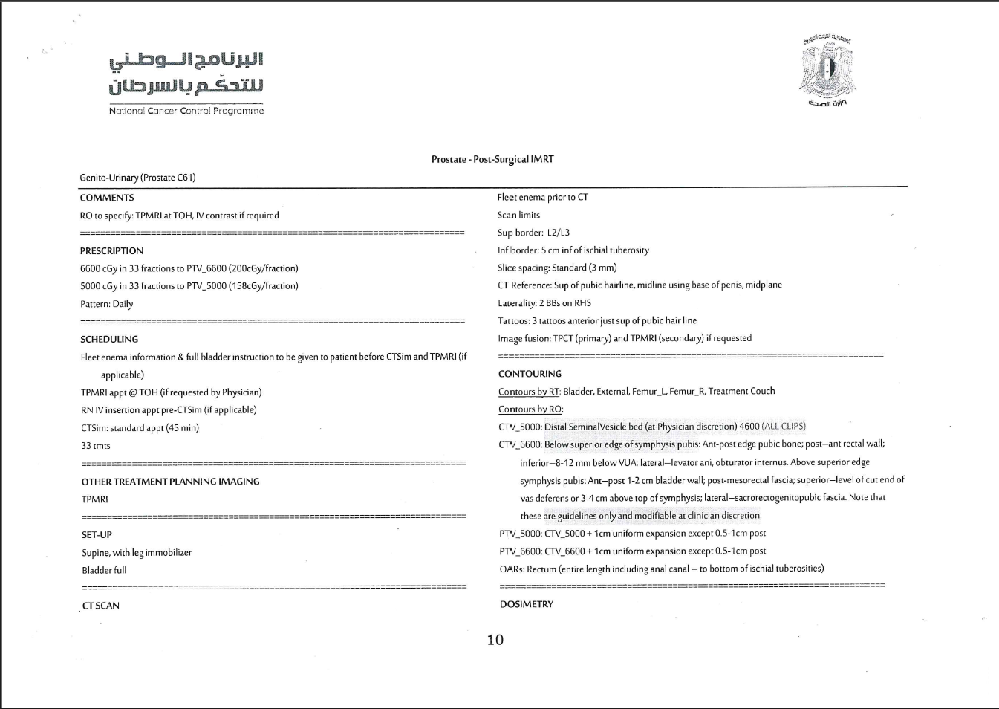 البرنامج الـوطني
للتحكّم بالسرطان
National Cancer Control Programme
وزارة الصحة
Prostate - Post-Surgical IMRT
Genito-Urinary (Prostate C61)
COMMENTS
RO to specify: TPMRI at TOH, IV contrast if required
PRESCRIPTION
6600 cGy in 33 fractions to PTV_6600 (200cGy/fraction)
5000 cGy in 33 fractions to PTV_5000 (158cGy/fraction)
Pattern: Daily
SCHEDULING
Fleet enema information & full bladder instruction to be given to patient before CTSim and TPMRI (if
applicable)
TPMRI appt @ TOH (if requested by Physician)
RN IV insertion appt pre-CTSim (if applicable)
CTSim: standard appt (45 min)
33 tmts
OTHER TREATMENT PLANNING IMAGING
TPMRI
SET-UP
Supine, with leg immobilizer
Bladder full
CT SCAN
Fleet enema prior to CT
Scan limits
Sup border: L2/L3
Inf border: 5 cm inf of ischial tuberosity
Slice spacing: Standard (3 mm)
CT Reference: Sup of pubic hairline, midline using base of penis, midplane
Laterality: 2 BBs on RHS
Tattoos: 3 tattoos anterior just sup of pubic hair line
Image fusion: TPCT (primary) and TPMRI (secondary) if requested
CONTOURING
Contours by RT: Bladder, External, Femur_L, Femur_R, Treatment Couch
Contours by RO:
CTV_5000: Distal SeminalVesicle bed (at Physician discretion) 4600 (ALL CLIPS)
CTV_6600: Below superior edge of symphysis pubis: Ant-post edge pubic bone; post–ant rectal wall;
inferior–8-12 mm below VUA; lateral–levator ani, obturator internus. Above superior edge
symphysis pubis: Ant–post 1-2 cm bladder wall; post-mesorectal fascia; superior–level of cut end of
vas deferens or 3-4 cm above top of symphysis; lateral–sacrorectogenitopubic fascia. Note that
these are guidelines only and modifiable at clinician discretion.
PTV_5000: CTV_5000 + 1cm uniform expansion except 0.5-1cm post
PTV_6600: CTV_6600 + 1cm uniform expansion except 0.5-1cm post
OARs: Rectum (entire length including anal canal – to bottom of ischial tuberosities)
DOSIMETRY
10